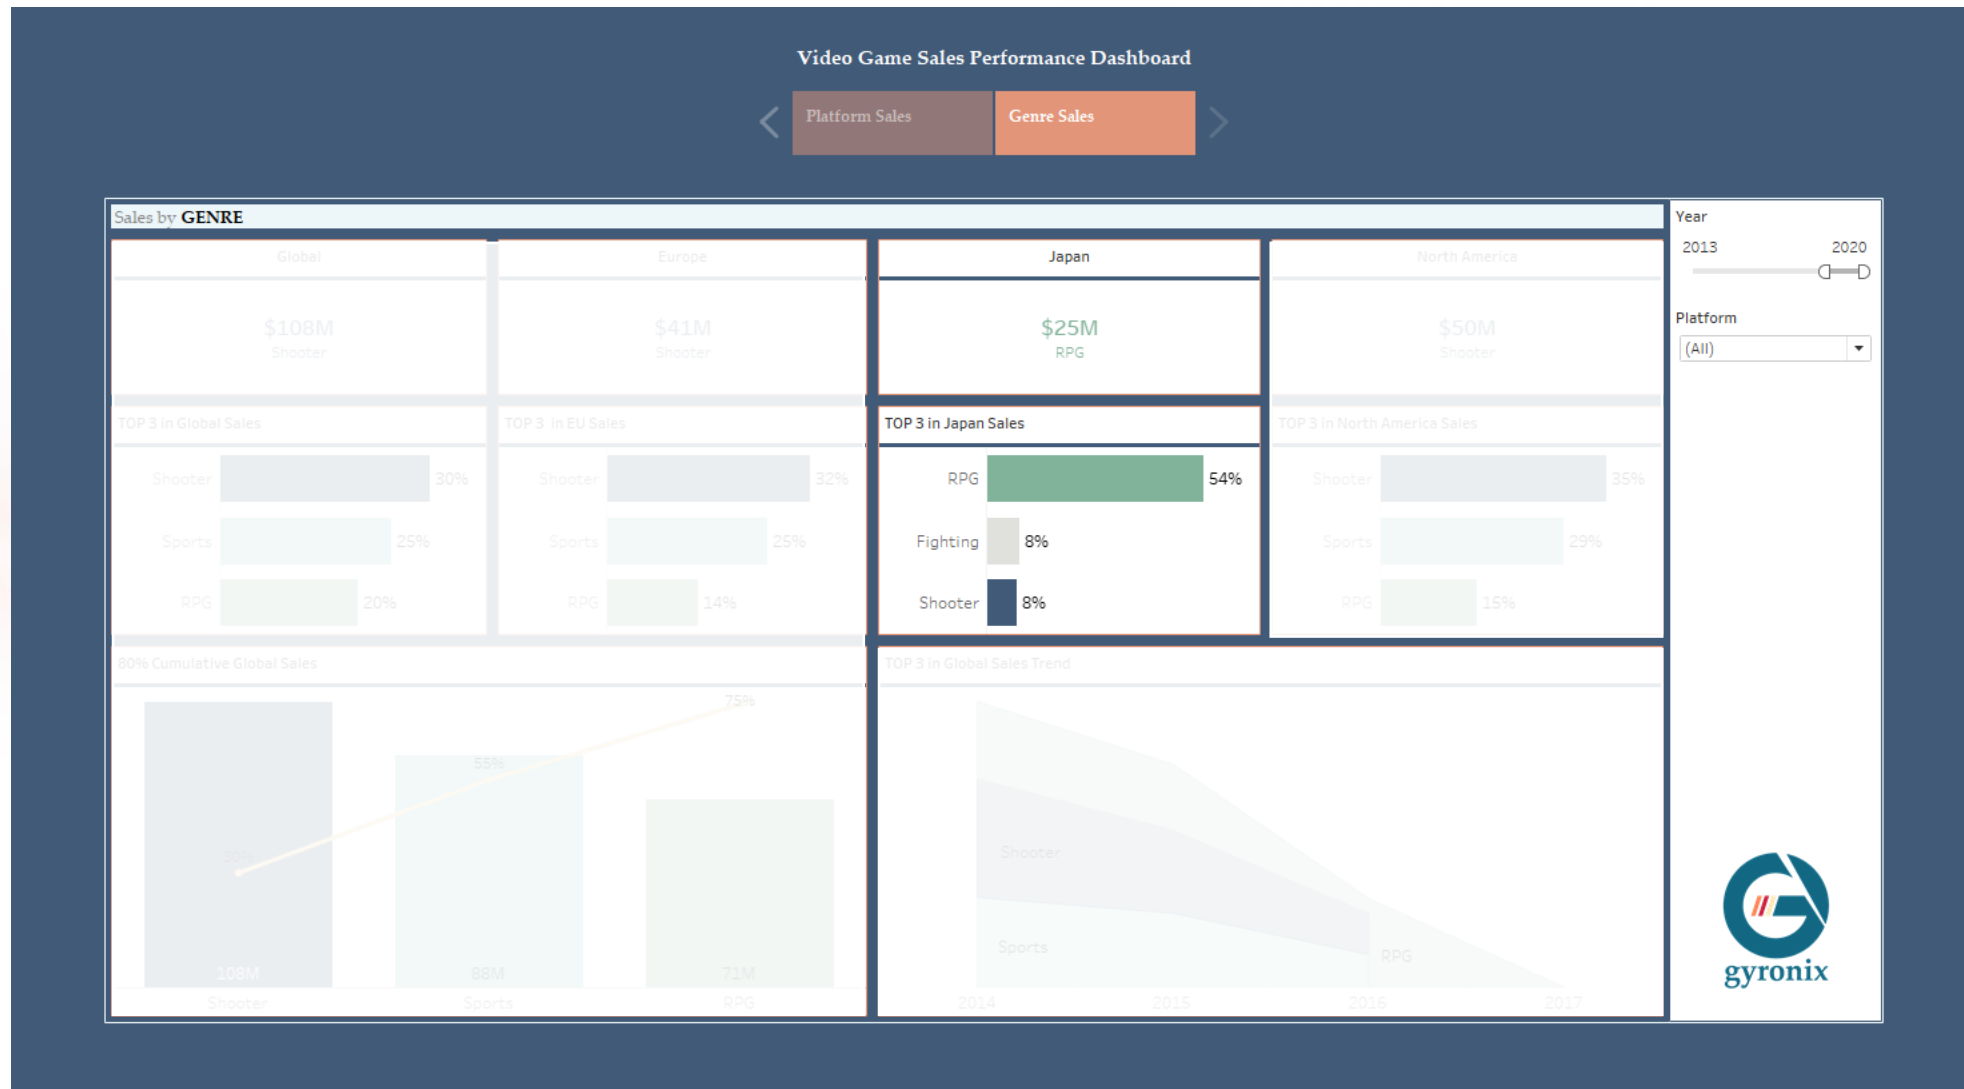 Video Game Sales Performance Dashboard
Platform Sales
Genre Sales
Sales by GENRE
Global
$108M
Shooter
Europe
$41M
Shooter
Japan
$25M
RPG
North America
$50M
Shooter
TOP 3 in Global Sales
Shooter 30%
Sports 25%
RPG 20%
TOP 3 in EU Sales
Shooter 32%
Sports 25%
RPG 14%
TOP 3 in Japan Sales
RPG 54%
Fighting 8%
Shooter 8%
TOP 3 in North America Sales
Shooter 35%
Sports 29%
RPG 15%
80% Cumulative Global Sales
75%
55%
30%
108M 88M 71M
Shooter Sports RPG
TOP 3 in Global Sales Trend
Shooter
Sports
RPG
2014 2015 2016 2017
Year
2013 2020
Platform
(All)
gyronix